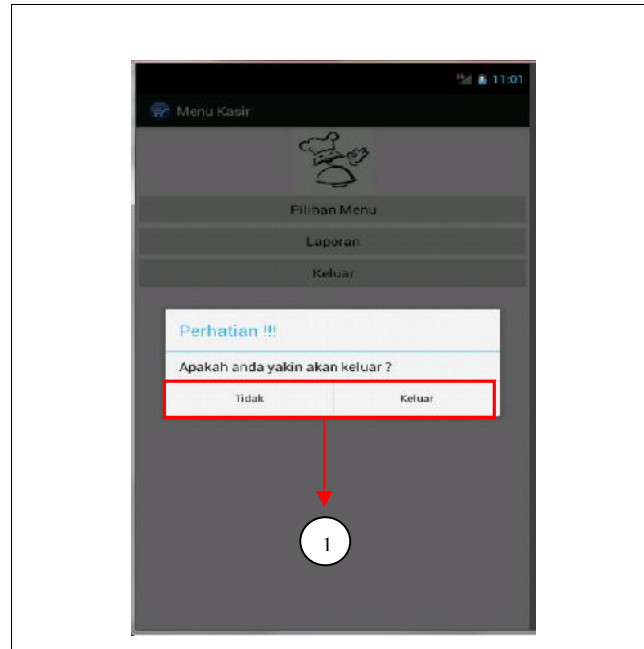 11:01
Menu Kasir
Pilihan Menu
Laporan
Keluar
Perhatian !!!
Apakah anda yakin akan keluar ?
Tidak Keluar
1